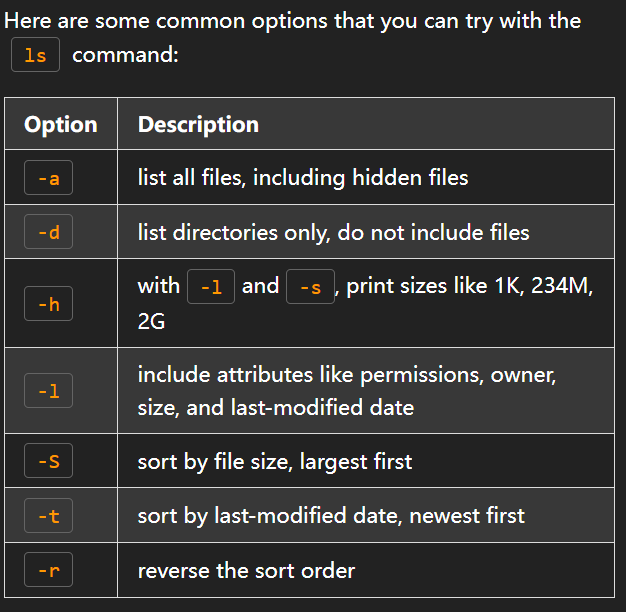 Here are some common options that you can try with the
ls command:
Option Description
-a list all files, including hidden files
-d list directories only, do not include files
-h with -l and -s, print sizes like 1K, 234M,
2G
-l include attributes like permissions, owner,
size, and last-modified date
-S sort by file size, largest first
-t sort by last-modified date, newest first
-r reverse the sort order